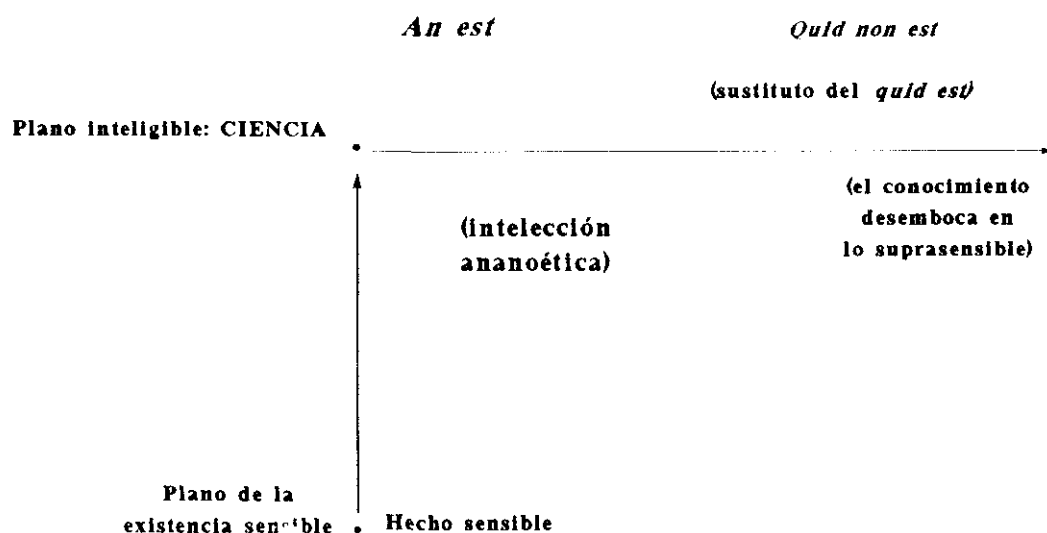 An est
Quid non est
(sustituto del quid est)
Plano inteligible: CIENCIA
(el conocimiento
desemboca en
lo suprasensible)
(intelección
ananoética)
Plano de la
existencia sensible
Hecho sensible